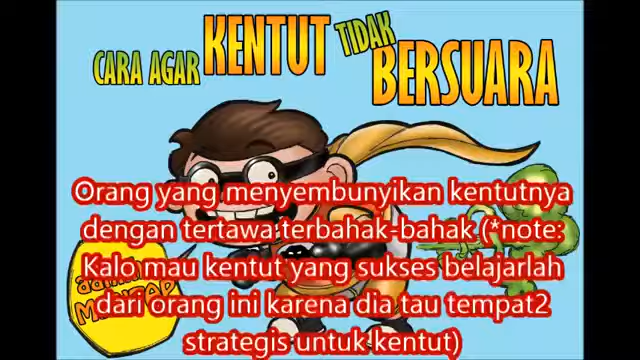 CARA AGAR KENTUT TIDAK
BERSUARA
Orang yang menyembunyikan kentutnya
dengan tertawa terbahak-bahak (*note:
Kalo mau kentut yang sukses belajarlah
dari orang ini karena dia tau tempat2
strategis untuk kentut)